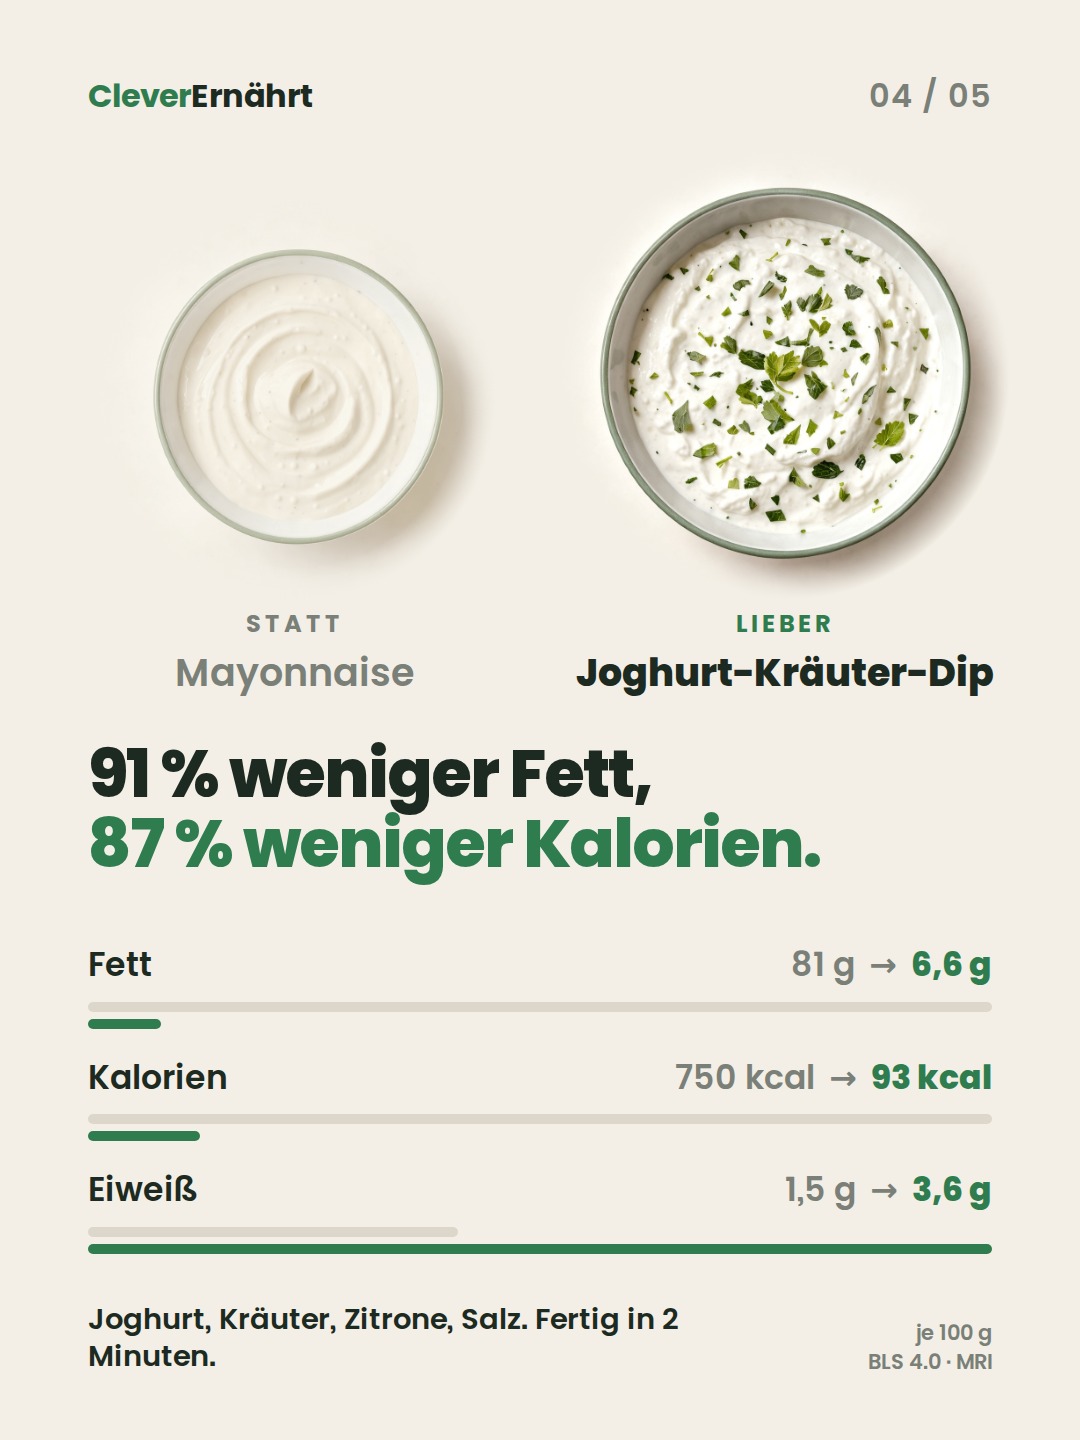 CleverErnährt
04 / 05
STATT
LIEBER
Mayonnaise
Joghurt-Kräuter-Dip
91 % weniger Fett,
87 % weniger Kalorien.
Fett
81 g → 6,6 g
Kalorien
750 kcal → 93 kcal
Eiweiß
1,5 g → 3,6 g
Joghurt, Kräuter, Zitrone, Salz. Fertig in 2
Minuten.
je 100 g
BLS 4.0 · MRI